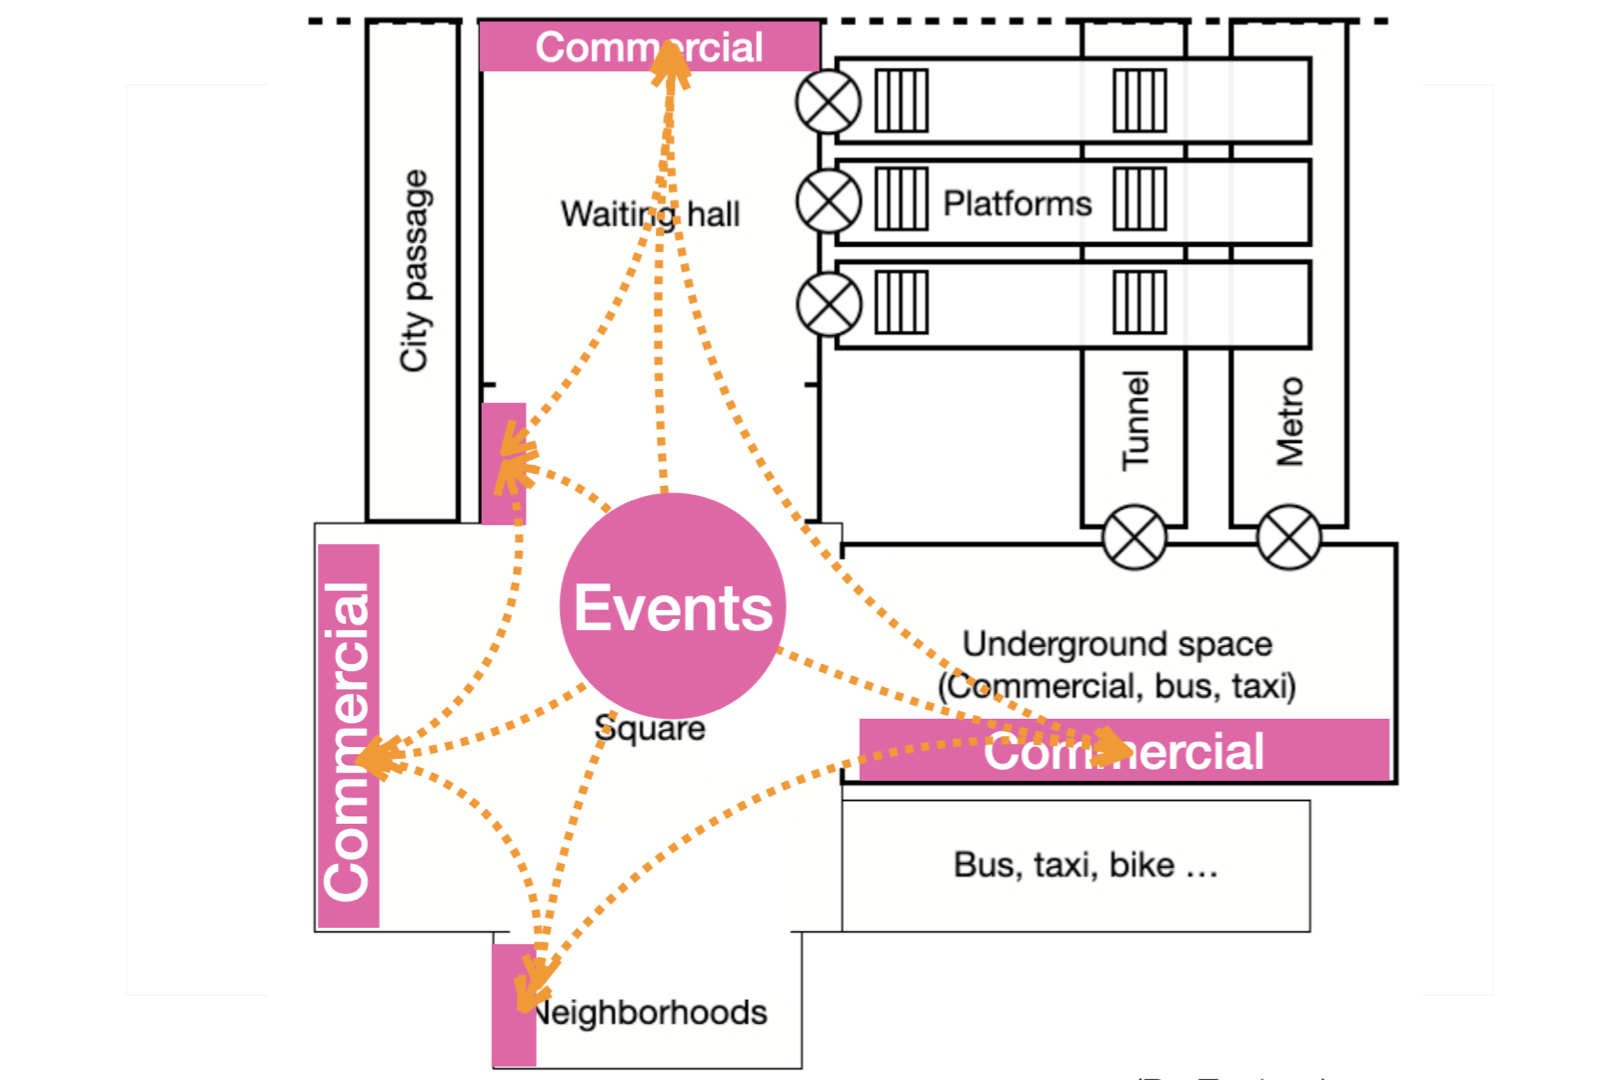 Commercial
Waiting hall
City passage
Platforms
Tunnel
Metro
Events
Commercial
Underground space
(Commercial, bus, taxi)
Square
Commercial
Bus, taxi, bike …
Neighborhoods